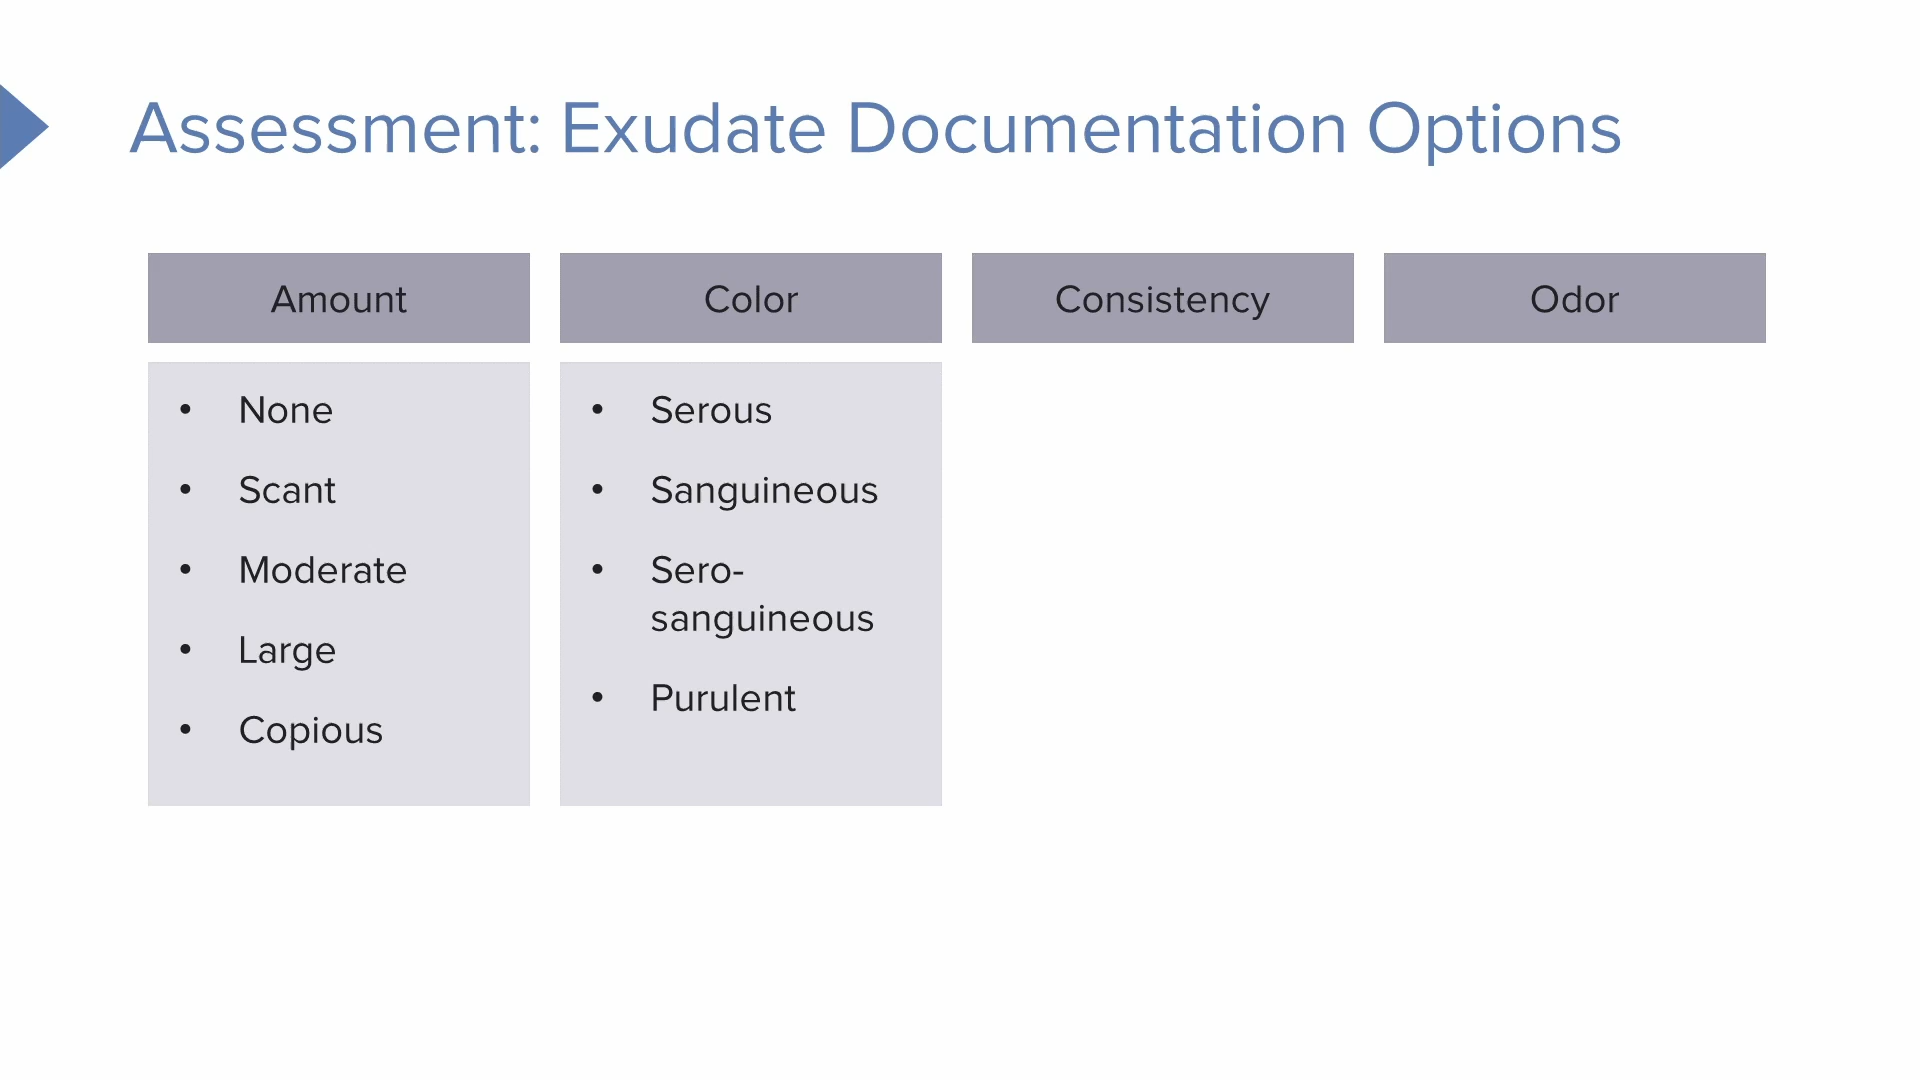 Assessment: Exudate Documentation Options
Amount
Color
Consistency
Odor
• None
• Scant
• Moderate
• Large
• Copious
• Serous
• Sanguineous
• Sero-
sanguineous
• Purulent